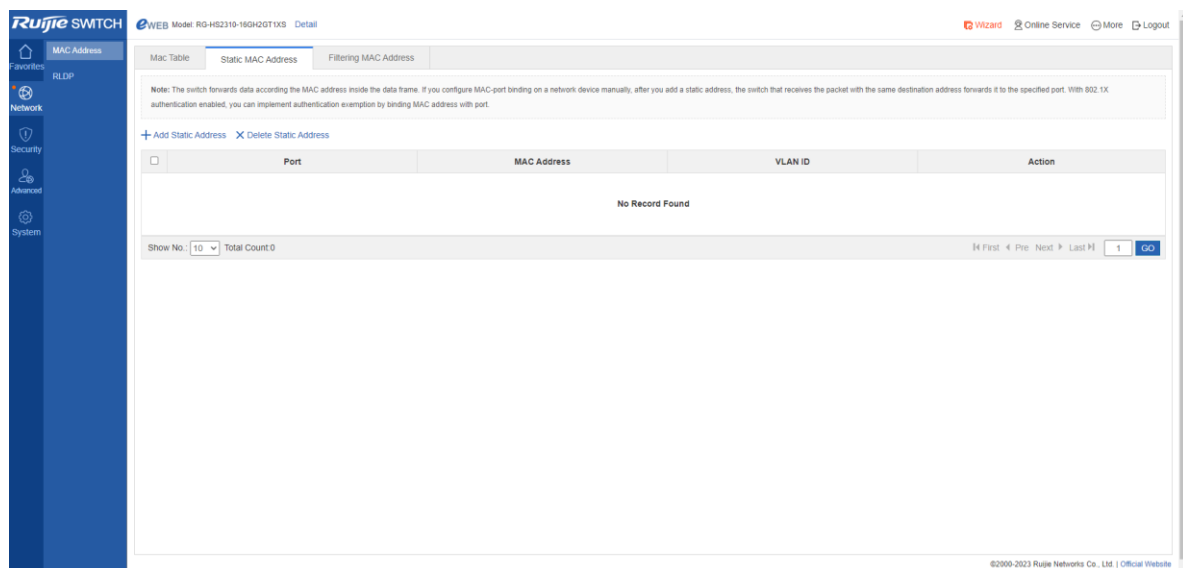 Ruijie SWITCH
eWEB Model: RG-HS2310-16GH2GT1XS Detail
Wizard Online Service More Logout
Favorites
Network
Security
Advanced
System
MAC Address
RLDP
Mac Table Static MAC Address Filtering MAC Address
Note: The switch forwards data according the MAC address inside the data frame. If you configure MAC-port binding on a network device manually, after you add a static address, the switch that receives the packet with the same destination address forwards it to the specified port. With 802.1X
authentication enabled, you can implement authentication exemption by binding MAC address with port.
Add Static Address Delete Static Address
Port MAC Address VLAN ID Action
No Record Found
Show No.: 10 Total Count:0 First Pre Next Last 1 GO
©2000-2023 Ruijie Networks Co., Ltd. | Official Website